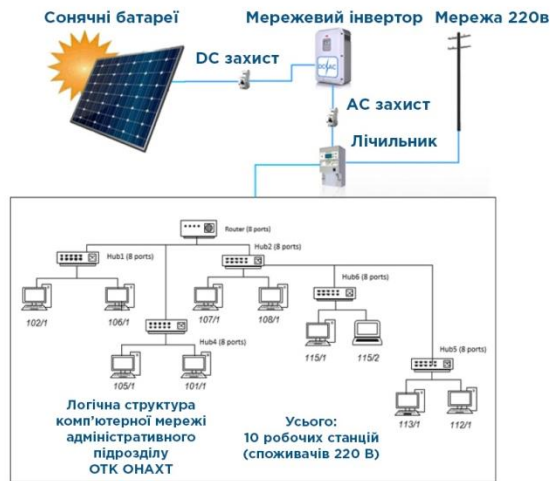 Сонячні батареї
Мережевий інвертор
Мережа 220в
DC захист
DC/AC
AC захист
Лічильник
Router (8 ports)
Hub1 (8 ports)
Hub2 (8 ports)
Hub6 (8 ports)
102/1
106/1
107/1
108/1
Hub4 (8 ports)
115/1
115/2
Hub5 (8 ports)
105/1
101/1
113/1
112/1
Логічна структура
комп'ютерної мережі
адміністративного
підрозділу
ОТК ОНАХТ
Усього:
10 робочих станцій
(споживачів 220 В)